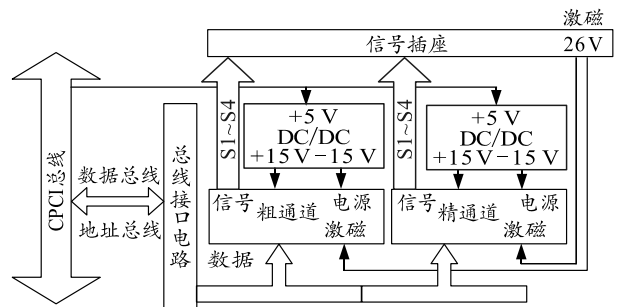 激磁
信号插座
26V
S1~S4
+5 V
DC/DC
+15V-15 V
S1~S4
+5 V
DC/DC
+15V-15 V
CPCI总线
数据总线
地址总线
总线接口电路
信号
电源
粗通道
激磁
信号
电源
精通道
激磁
数据